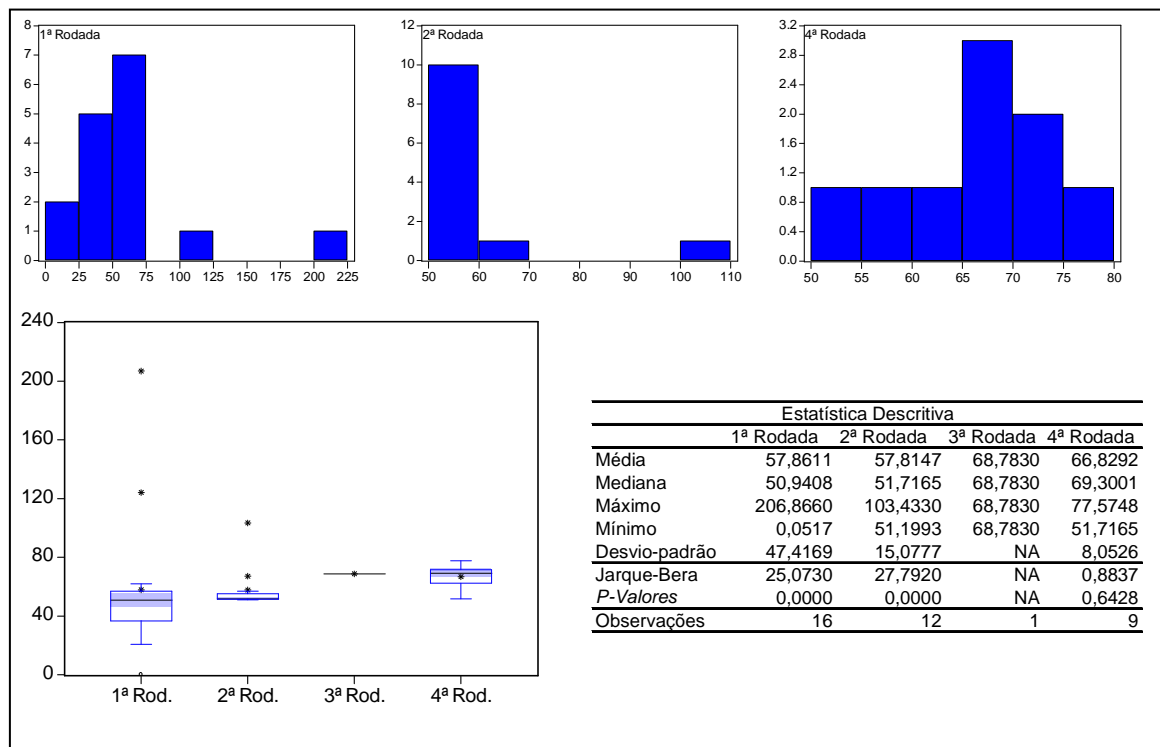 1ª Rodada
8
7
6
5
4
3
2
1
0
0 25 50 75 100 125 150 175 200 225
2ª Rodada
12
10
8
6
4
2
0
50 60 70 80 90 100 110
4ª Rodada
3.2
2.8
2.4
2.0
1.6
1.2
0.8
0.4
0.0
50 55 60 65 70 75 80
240
200
160
120
80
40
0
1ª Rod. 2ª Rod. 3ª Rod. 4ª Rod.
Estatística Descritiva
1ª Rodada 2ª Rodada 3ª Rodada 4ª Rodada
Média 57,8611 57,8147 68,7830 66,8292
Mediana 50,9408 51,7165 68,7830 69,3001
Máximo 206,8660 103,4330 68,7830 77,5748
Mínimo 0,0517 51,1993 68,7830 51,7165
Desvio-padrão 47,4169 15,0777 NA 8,0526
Jarque-Bera 25,0730 27,7920 NA 0,8837
P-Valores 0,0000 0,0000 NA 0,6428
Observações 16 12 1 9